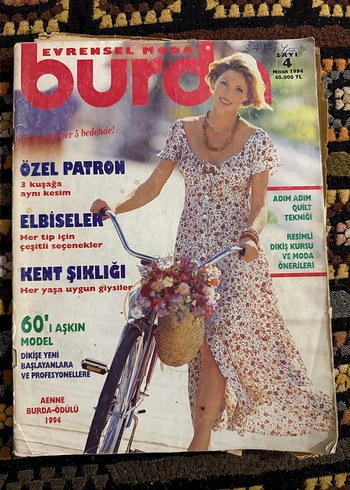 EVRENSEL MODA
burda
SAYI
4
Nisan 1994
40.000 TL
5 bedende!
ÖZEL PATRON
3 kuşağa
aynı kesim
ELBİSELER
Her tip için
çeşitli seçenekler
KENT ŞIKLIĞI
Her yaşa uygun giysiler
60'ı AŞKIN
MODEL
DİKİŞE YENİ
BAŞLAYANLARA
VE PROFESYONELLERE
AENNE
BURDA-ÖDÜLÜ
1994
ADIM ADIM
QUILT
TEKNİĞİ
RESİMLİ
DİKİŞ KURSU
VE MODA
ÖNERİLERİ